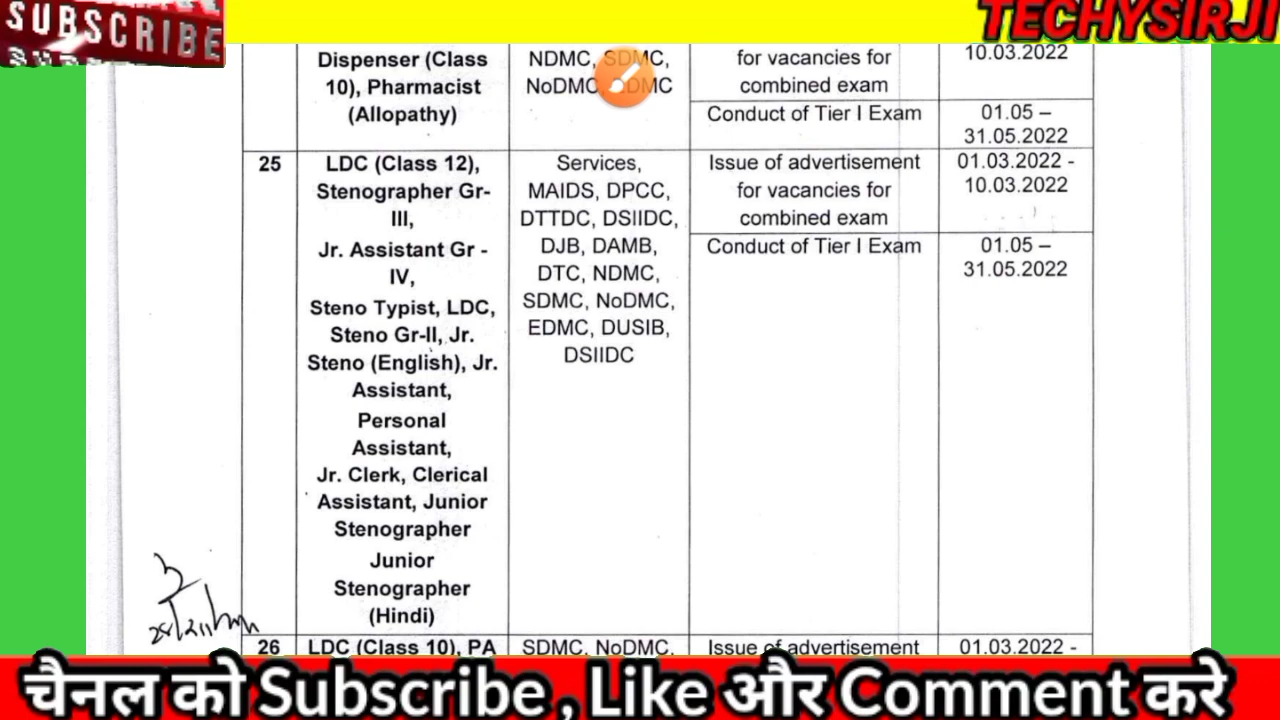 SUBSCRIBE
TECHYSIRJI
Dispenser (Class
10), Pharmacist
(Allopathy)
NDMC, SDMC,
NoDMC,
for vacancies for
combined exam
10.03.2022
Conduct of Tier I Exam
01.05 –
31.05.2022
25
LDC (Class 12),
Stenographer Gr-
III,
Jr. Assistant Gr -
IV,
Steno Typist, LDC,
Steno Gr-II, Jr.
Steno (English), Jr.
Assistant,
Personal
Assistant,
Jr. Clerk, Clerical
Assistant, Junior
Stenographer
Junior
Stenographer
(Hindi)
Services,
MAIDS, DPCC,
DTTDC, DSIIDC,
DJB, DAMB,
DTC, NDMC,
SDMC, NoDMC,
EDMC, DUSIB,
DSIIDC
Issue of advertisement
for vacancies for
combined exam
01.03.2022 -
10.03.2022
Conduct of Tier I Exam
01.05 –
31.05.2022
26
LDC (Class 10), PA
SDMC, NoDMC,
Issue of advertisement
01.03.2022 -
चैनल को Subscribe , Like और Comment करे